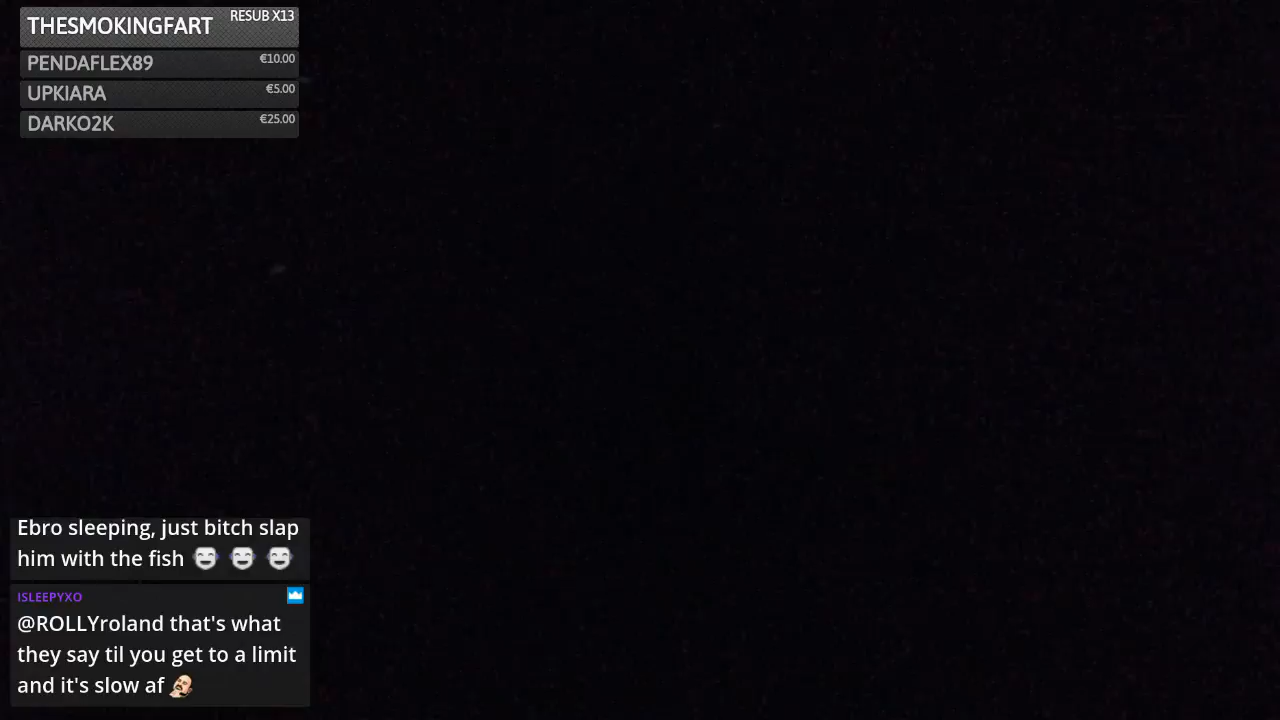 THESMOKINGFART RESUB X13
PENDAFLEX89 €10.00
UPKIARA €5.00
DARKO2K €25.00
Ebro sleeping, just bitch slap
him with the fish
ISLEEPYXO
@ROLLYroland that's what
they say til you get to a limit
and it's slow af